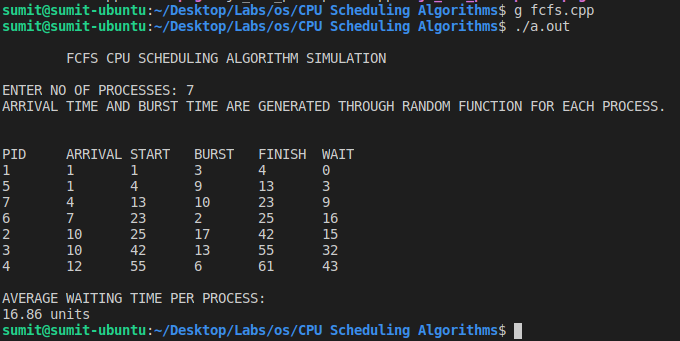 sumit@sumit-ubuntu:~/Desktop/Labs/os/CPU Scheduling Algorithms$ g fcfs.cpp
sumit@sumit-ubuntu:~/Desktop/Labs/os/CPU Scheduling Algorithms$ ./a.out
FCFS CPU SCHEDULING ALGORITHM SIMULATION
ENTER NO OF PROCESSES: 7
ARRIVAL TIME AND BURST TIME ARE GENERATED THROUGH RANDOM FUNCTION FOR EACH PROCESS.
PID ARRIVAL START BURST FINISH WAIT
1 1 1 3 4 0
5 1 4 9 13 3
7 4 13 10 23 9
6 7 23 2 25 16
2 10 25 17 42 15
3 10 42 13 55 32
4 12 55 6 61 43
AVERAGE WAITING TIME PER PROCESS:
16.86 units
sumit@sumit-ubuntu:~/Desktop/Labs/os/CPU Scheduling Algorithms$